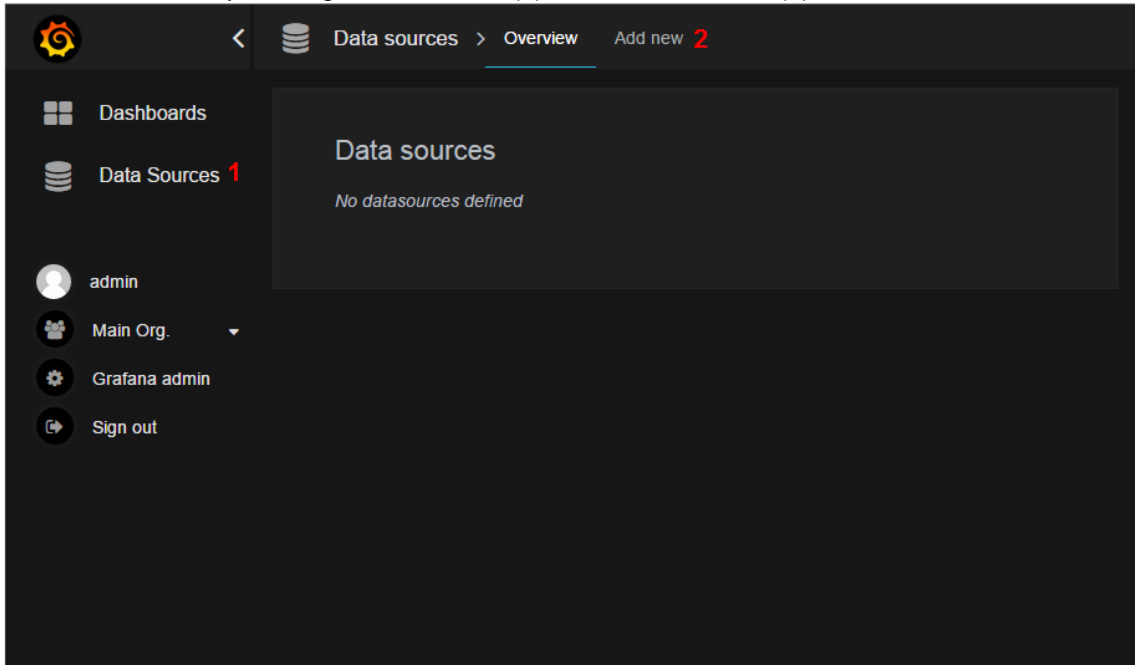 Data sources > Overview Add new 2
Dashboards
Data Sources 1
Data sources
No datasources defined
admin
Main Org.
Grafana admin
Sign out